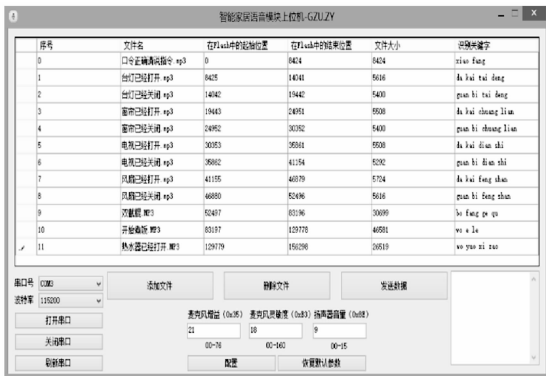 智能家居语音模块上位机-GZU.ZY
序号 文件名 在Flash中的起始位置 在Flash中的结束位置 文件大小 识别关键字
0 口令正确请说指令.mp3 0 8424 8424 xiao fang
1 台灯已经打开.mp3 8425 14041 5616 da kai tai deng
2 台灯已经关闭.mp3 14042 19442 5400 guan bi tai deng
3 窗帘已经打开.mp3 19443 24951 5508 da kai chuang lian
4 窗帘已经关闭.mp3 24952 30352 5400 guan bi chuang lian
5 电视已经打开.mp3 30353 35861 5508 da kai dian shi
6 电视已经关闭.mp3 35862 41154 5292 guan bi dian shi
7 风扇已经打开.mp3 41155 46879 5724 da kai feng shan
8 风扇已经关闭.mp3 46880 52496 5616 guan bi feng shan
9 双截棍.MP3 52497 83196 30699 bo fang ge qu
10 开始点歌.MP3 83197 129778 46581 wo e le
11 热水器已经打开.MP3 129779 156298 26519 wo yao xi zao
串口号 COM3 添加文件 删除文件 发送数据
波特率 115200
打开串口 麦克风增益 (0x35) 麦克风灵敏度 (0xB3) 扬声器音量
21 18 9
关闭串口 00-76 00-160 00-15
刷新串口 配置 恢复默认参数